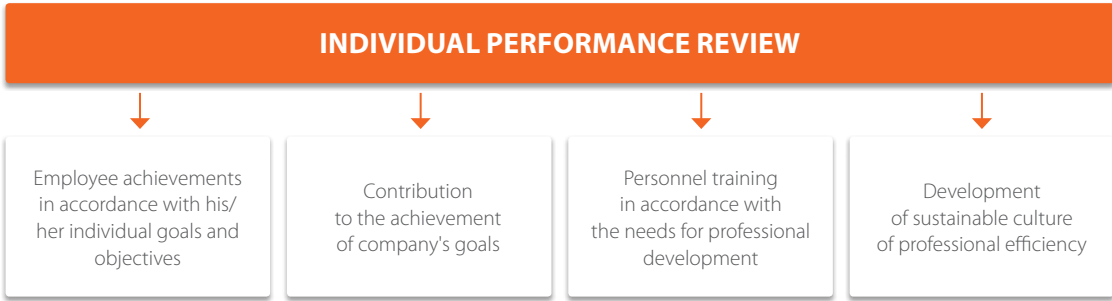 INDIVIDUAL PERFORMANCE REVIEW
Employee achievements
in accordance with his/
her individual goals and
objectives
Contribution
to the achievement
of company's goals
Personnel training
in accordance with
the needs for professional
development
Development
of sustainable culture
of professional efficiency